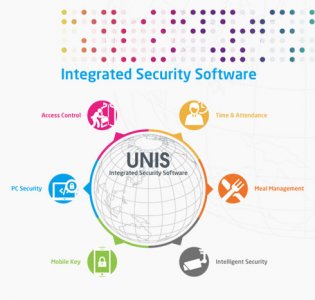 Integrated Security Software
Access Control
Time & Attendance
UNIS
Integrated Security Software
PC Security
Meal Management
Mobile Key
Intelligent Security